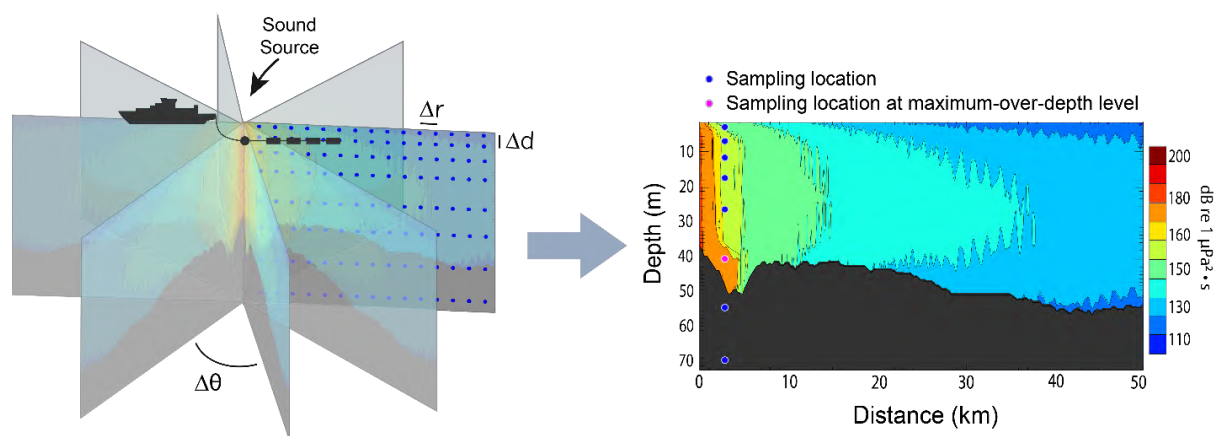 Sound
Source
Δr
Δd
Δθ
Sampling location
Sampling location at maximum-over-depth level
Depth (m)
10
20
30
40
50
60
70
0
10
20
30
40
50
Distance (km)
200
180
160
150
130
110
dB re 1 µPa²•s